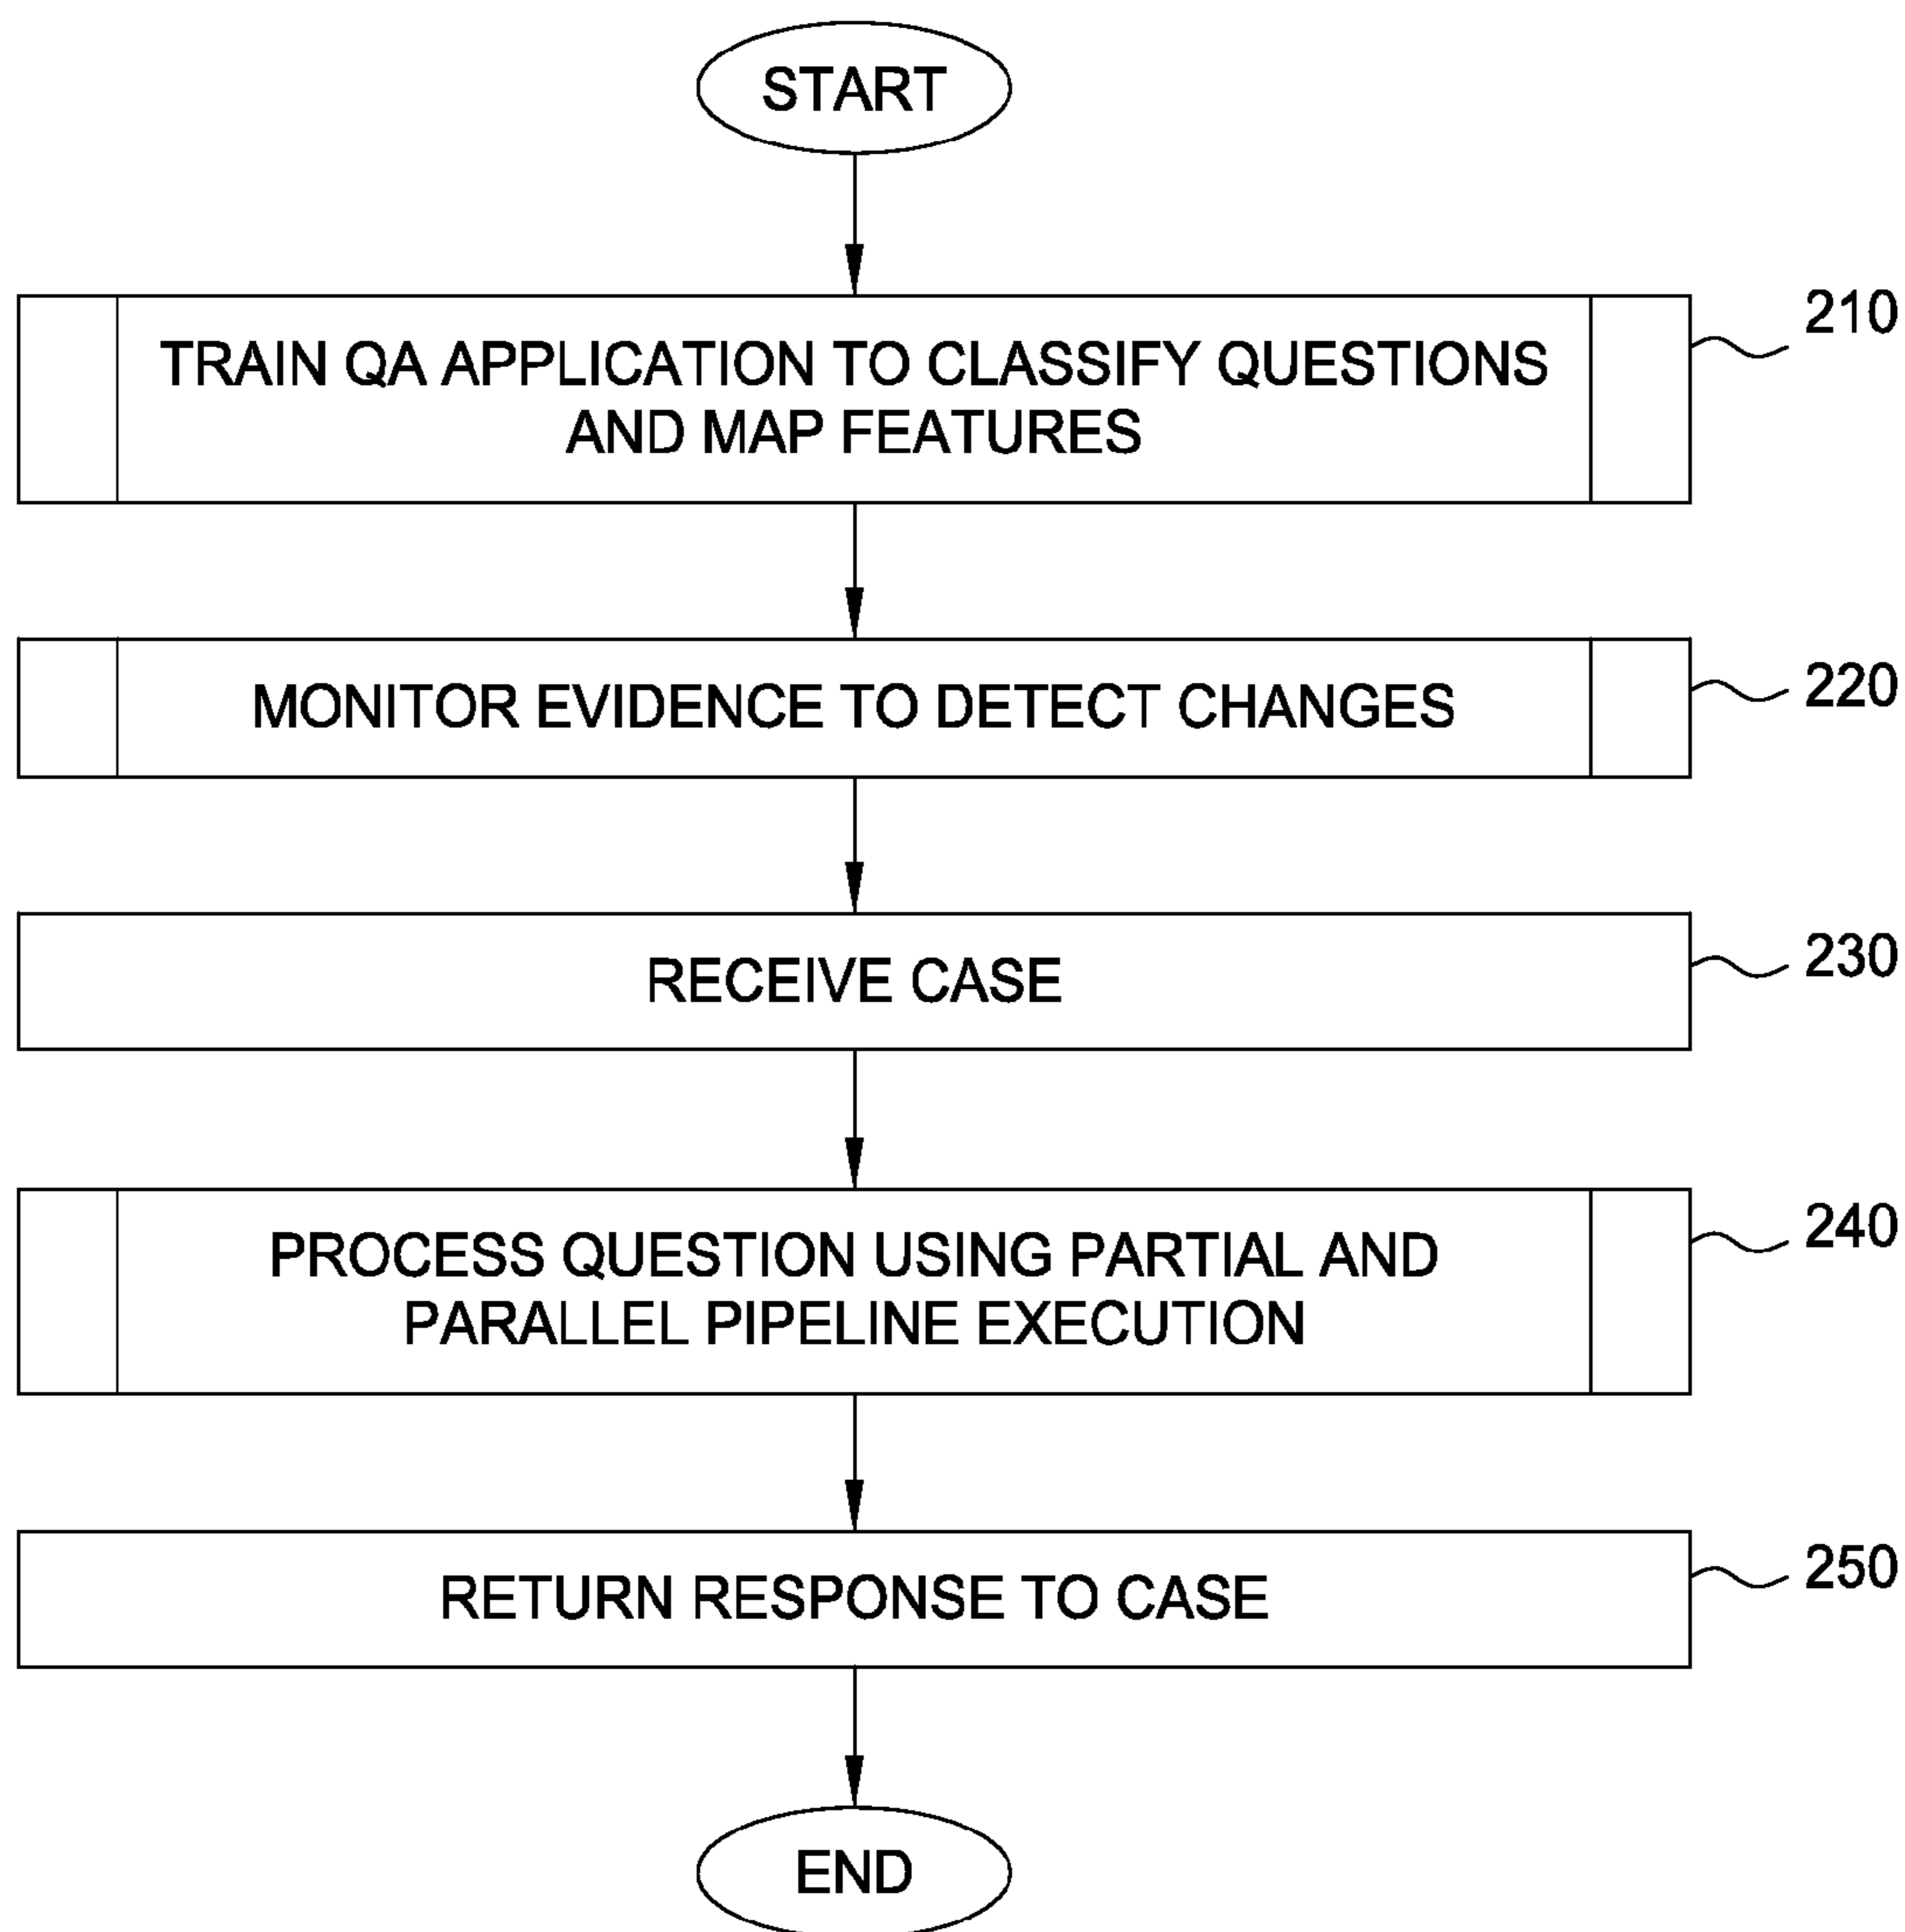 START
TRAIN QA APPLICATION TO CLASSIFY QUESTIONS
AND MAP FEATURES
210
MONITOR EVIDENCE TO DETECT CHANGES
220
RECEIVE CASE
230
PROCESS QUESTION USING PARTIAL AND
PARALLEL PIPELINE EXECUTION
240
RETURN RESPONSE TO CASE
250
END